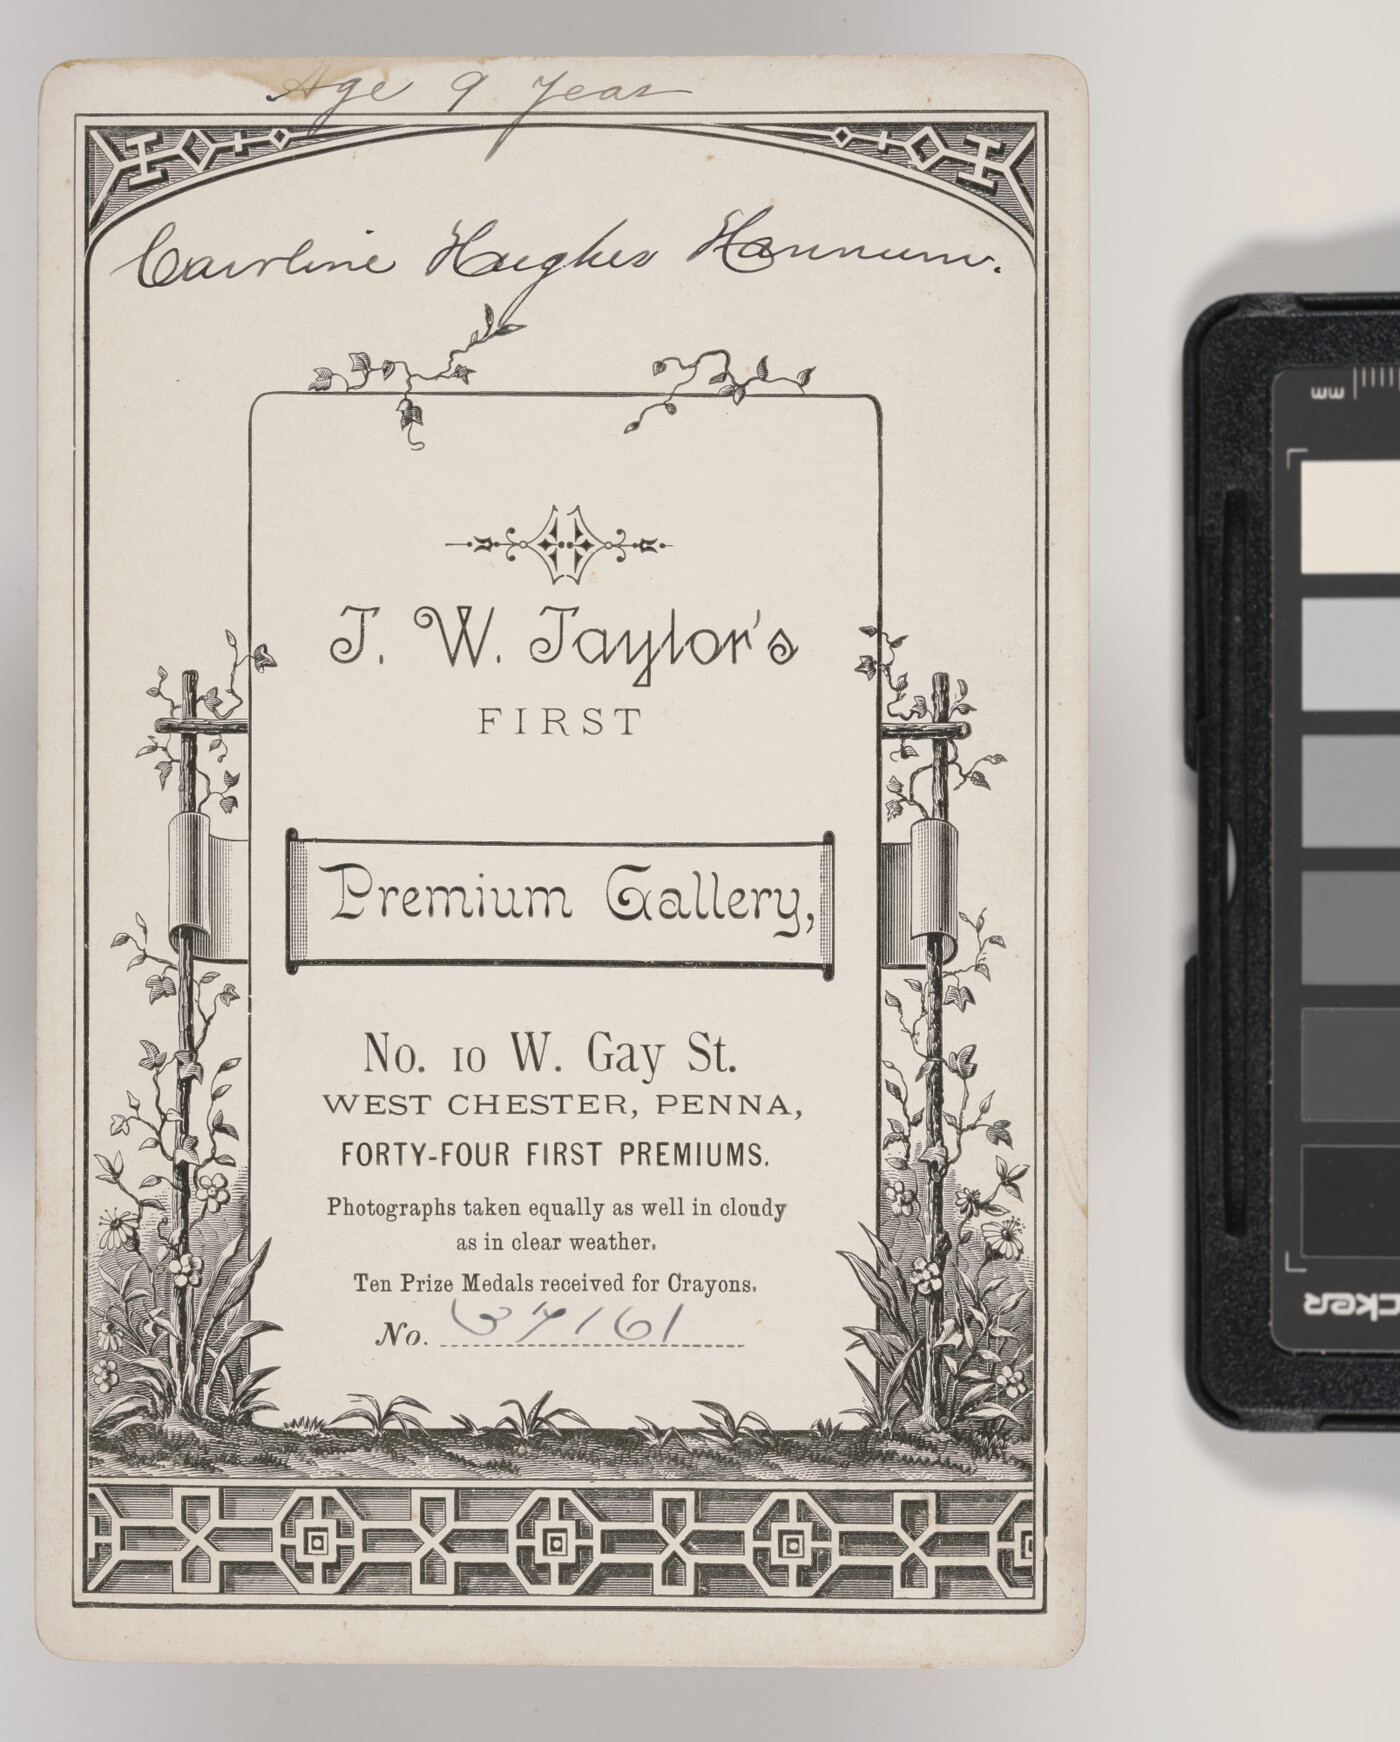 Age 9 Year
Caroline Hughes Hannum.
J. W. Taylor's
FIRST
Premium Gallery,
No. 10 W. Gay St.
WEST CHESTER, PENNA,
FORTY-FOUR FIRST PREMIUMS.
Photographs taken equally as well in cloudy
as in clear weather.
Ten Prize Medals received for Crayons.
No. 37161
mm